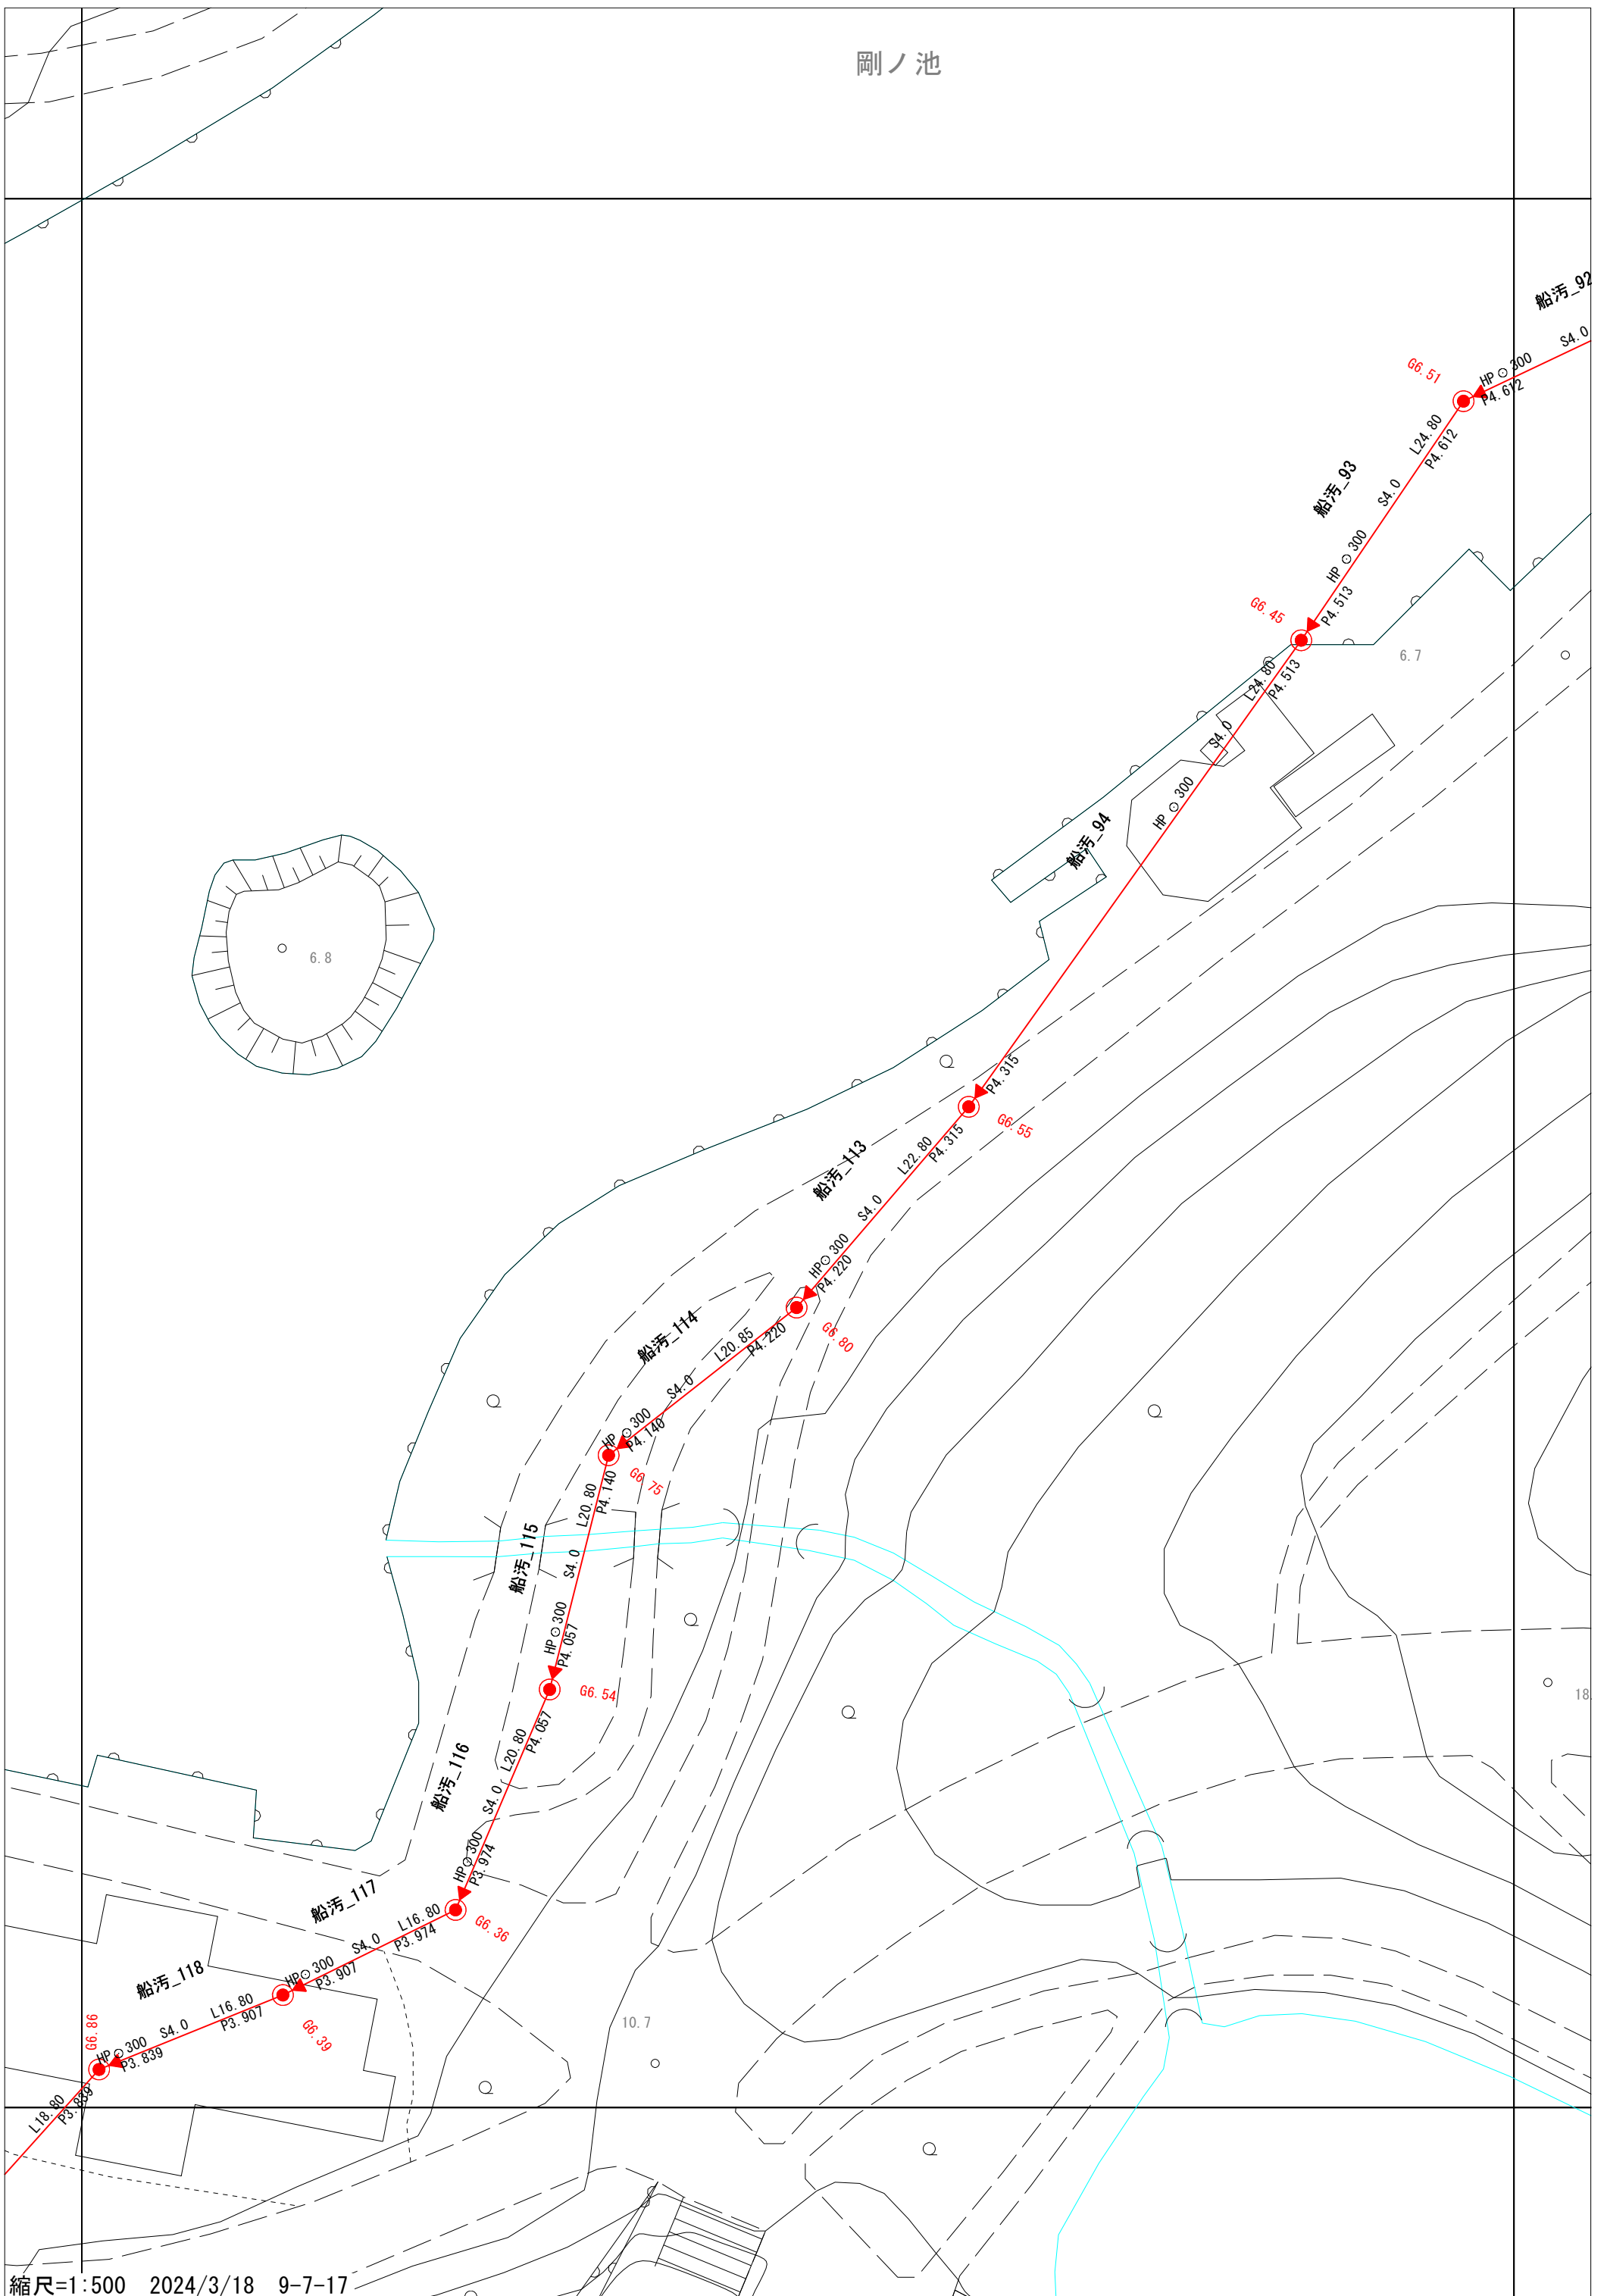 剛ノ池
船汚_92
S4.0
HP⊙300
P4.612
G6.51
L24.80
P4.612
船汚_93
S4.0
HP⊙300
P4.513
G6.45
6.7
L24.80
P4.513
S4.0
HP⊙300
船汚_94
6.8
P4.315
G6.55
L22.80
P4.315
船汚_113
S4.0
HP⊙300
P4.220
G6.80
L20.85
P4.220
船汚_114
S4.0
HP⊙300
P4.140
G6.75
L20.80
P4.140
船汚_115
S4.0
HP⊙300
P4.057
G6.54
18.
L20.80
P4.057
船汚_116
S4.0
HP⊙300
P3.974
G6.36
L16.80
P3.974
船汚_117
S4.0
HP⊙300
P3.907
G6.39
10.7
船汚_118
L16.80
P3.907
S4.0
HP⊙300
P3.839
G6.86
L18.80
P3.839
縮尺=1:500 2024/3/18 9-7-17